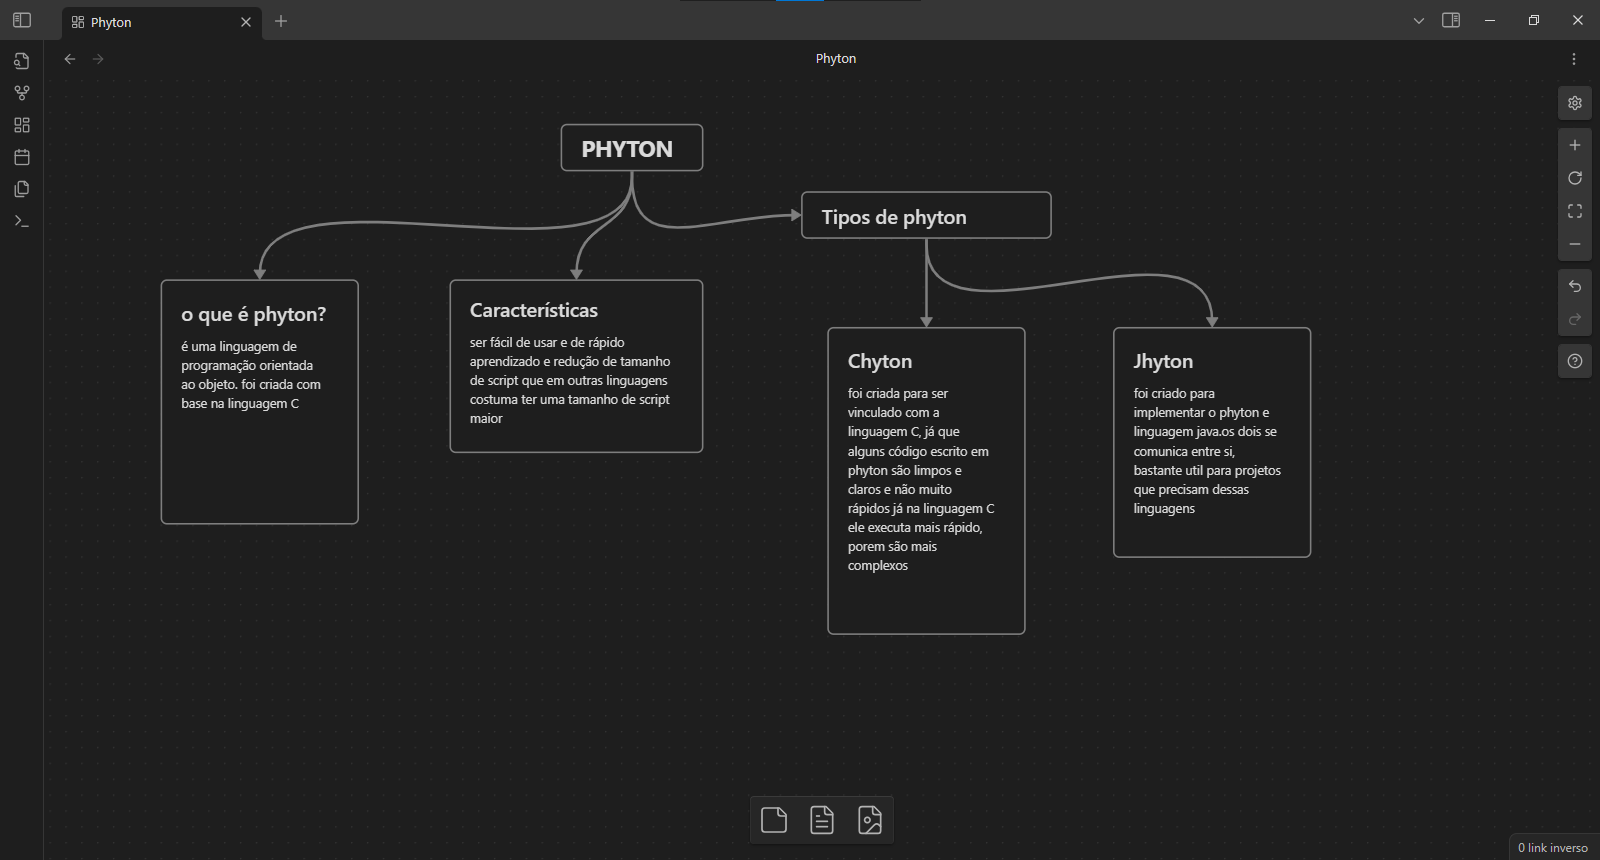 Phyton
Phyton
PHYTON
Tipos de phyton
o que é phyton?
é uma linguagem de
programação orientada
ao objeto. foi criada com
base na linguagem C
Características
ser fácil de usar e de rápido
aprendizado e redução de tamanho
de script que em outras linguagens
costuma ter uma tamanho de script
maior
Chyton
foi criada para ser
vinculado com a
linguagem C, já que
alguns código escrito em
phyton são limpos e
claros e não muito
rápidos já na linguagem C
ele executa mais rápido,
porem são mais
complexos
Jhyton
foi criado para
implementar o phyton e
linguagem java.os dois se
comunica entre si,
bastante util para projetos
que precisam dessas
linguagens
0 link inverso